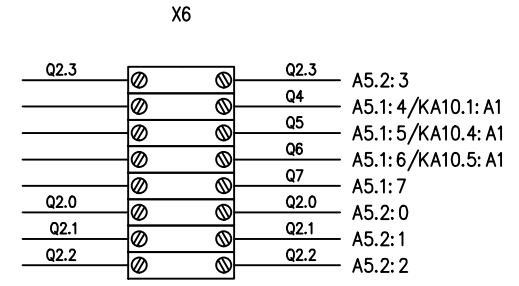 X6
Q2.3 Q2.3 A5.2:3
Q4 A5.1:4/KA10.1:A1
Q5 A5.1:5/KA10.4:A1
Q6 A5.1:6/KA10.5:A1
Q7 A5.1:7
Q2.0 Q2.0 A5.2:0
Q2.1 Q2.1 A5.2:1
Q2.2 Q2.2 A5.2:2